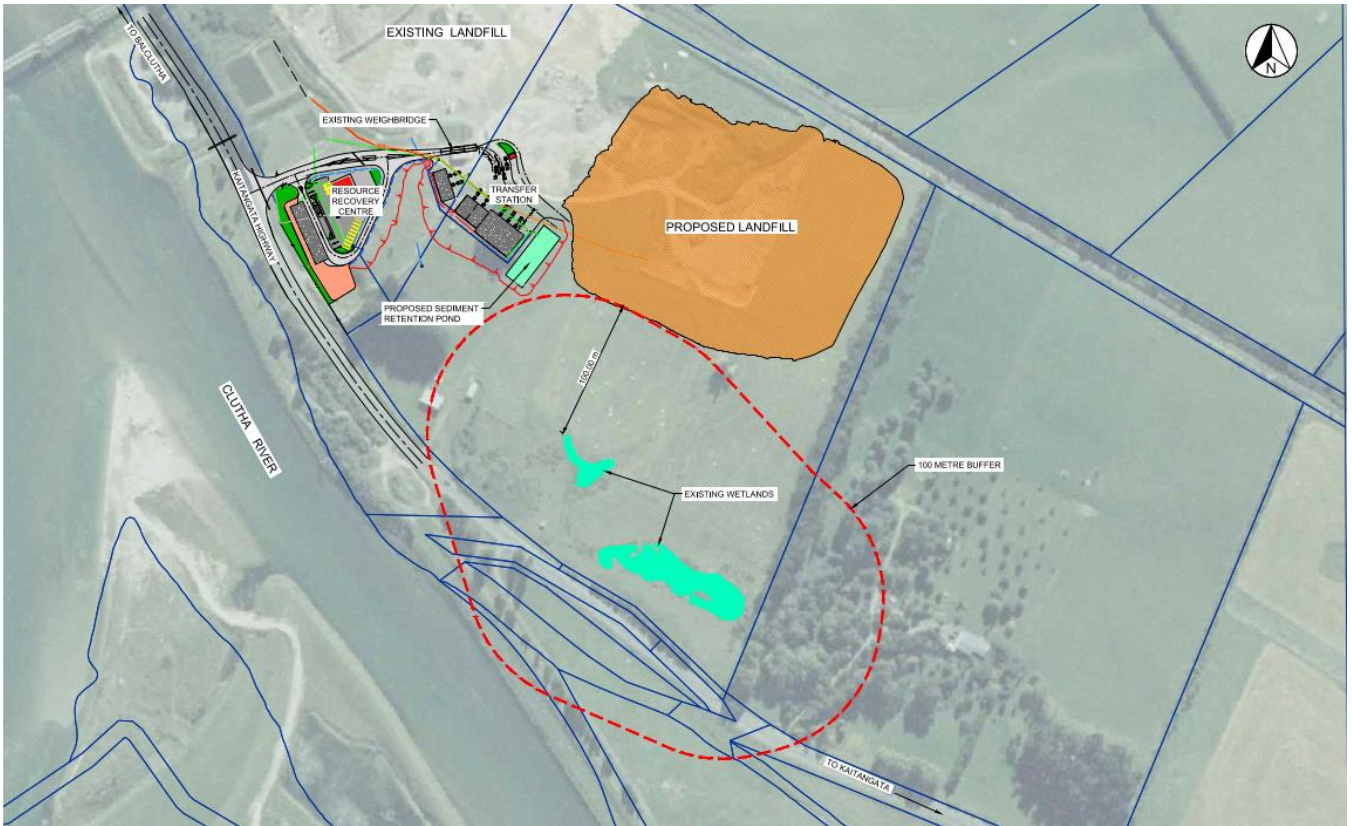 TO BALCLUTHA
EXISTING LANDFILL
N
EXISTING WEIGHBRIDGE
KAITANGATA HIGHWAY
RESOURCE
RECOVERY
CENTRE
TRANSFER
STATION
PROPOSED LANDFILL
PROPOSED SEDIMENT
RETENTION POND
100.00 m
CLUTHA RIVER
100 METRE BUFFER
EXISTING WETLANDS
TO KAITANGATA